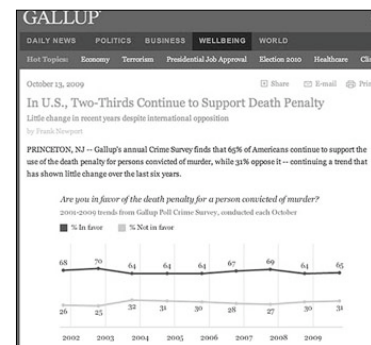 GALLUP
DAILY NEWS POLITICS BUSINESS WELLBEING WORLD
Hot Topics: Economy Terrorism Presidential Job Approval Election 2010 Healthcare
October 13, 2009 Share E-mail
In U.S., Two-Thirds Continue to Support Death Penalty
Little change in recent years despite international opposition
by Frank Newport
PRINCETON, NJ -- Gallup's annual Crime Survey finds that 65% of Americans continue to support the
use of the death penalty for persons convicted of murder, while 31% oppose it -- continuing a trend that
has shown little change over the last six years.
Are you in favor of the death penalty for a person convicted of murder?
2001-2009 trends from Gallup Poll Crime Survey, conducted each October
% In favor % Not in favor
68 70 64 64 64 67 69 64 65
26 25 32 31 30 28 27 30 31
2002 2003 2004 2005 2006 2007 2008 2009